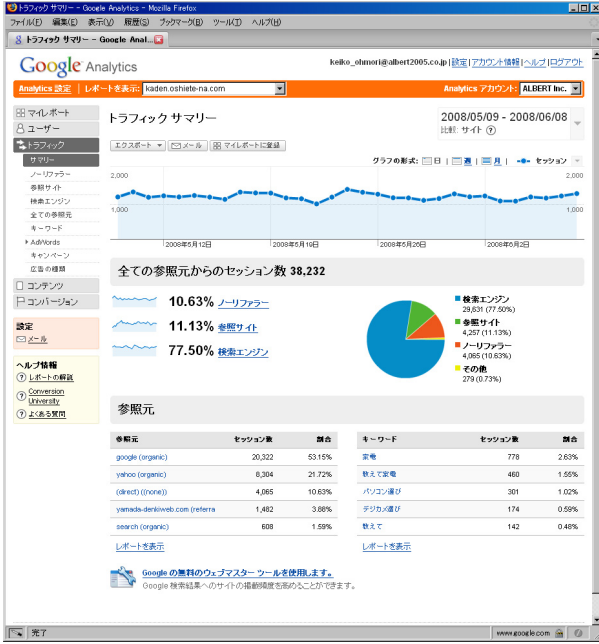 トラフィック サマリー - Google Analytics - Mozilla Firefox
ファイル(F) 編集(E) 表示(V) 履歴(S) ブックマーク(B) ツール(T) ヘルプ(H)
トラフィック サマリー - Google Anal...
Google Analytics
keiko_ohmori@albert2005.co.jp | 設定 | アカウント情報 | ヘルプ | ログアウト
Analytics 設定 | レポートを表示: kaden.oshiete-na.com
Analytics アカウント: ALBERT Inc.
マイレポート
ユーザー
トラフィック
サマリー
ノーリファラー
参照サイト
検索エンジン
全ての参照元
キーワード
AdWords
キャンペーン
広告の種類
コンテンツ
コンバージョン
設定
メール
ヘルプ情報
レポートの解説
Conversion
University
よくある質問
トラフィック サマリー
2008/05/09 - 2008/06/08
比較: サイト
エクスポート メール マイレポートに登録
グラフの形式: 日 週 月 セッション
2,000 2,000
1,000 1,000
2008年5月12日 2008年5月19日 2008年5月26日 2008年6月2日
全ての参照元からのセッション数 38,232
10.63% ノーリファラー
11.13% 参照サイト
77.50% 検索エンジン
検索エンジン
29,631 (77.50%)
参照サイト
4,257 (11.13%)
ノーリファラー
4,065 (10.63%)
その他
279 (0.73%)
参照元
参照元 セッション数 割合
google (organic) 20,322 53.15%
yahoo (organic) 8,304 21.72%
(direct) ((none)) 4,065 10.63%
yamada-denkiweb.com (referra 1,482 3.88%
search (organic) 608 1.59%
レポートを表示
キーワード セッション数 割合
家電 778 2.63%
教えて家電 460 1.55%
パソコン選び 301 1.02%
デジカメ選び 174 0.59%
教えて 142 0.48%
レポートを表示
Google の無料のウェブマスター ツールを使用します。
Google 検索結果へのサイトの掲載頻度を高めることができます。
完了
www.google.com